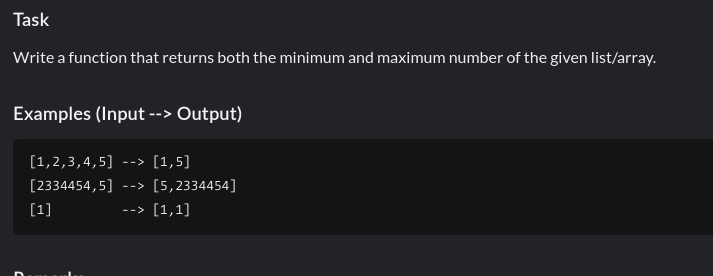 Task
Write a function that returns both the minimum and maximum number of the given list/array.
Examples (Input --> Output)
[1,2,3,4,5] --> [1,5]
[2334454,5] --> [5,2334454]
[1]         --> [1,1]